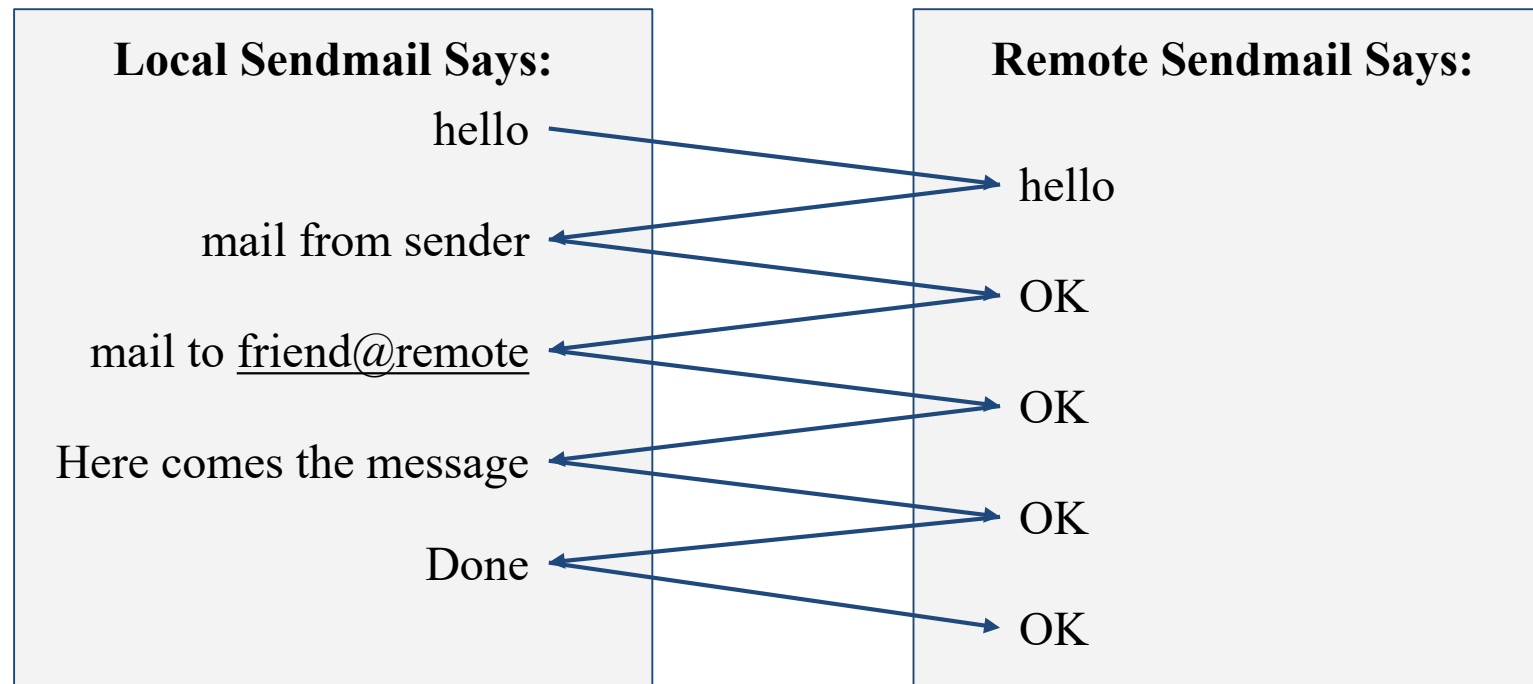 Local Sendmail Says:
hello
mail from sender
mail to friend@remote
Here comes the message
Done
Remote Sendmail Says:
hello
OK
OK
OK
OK